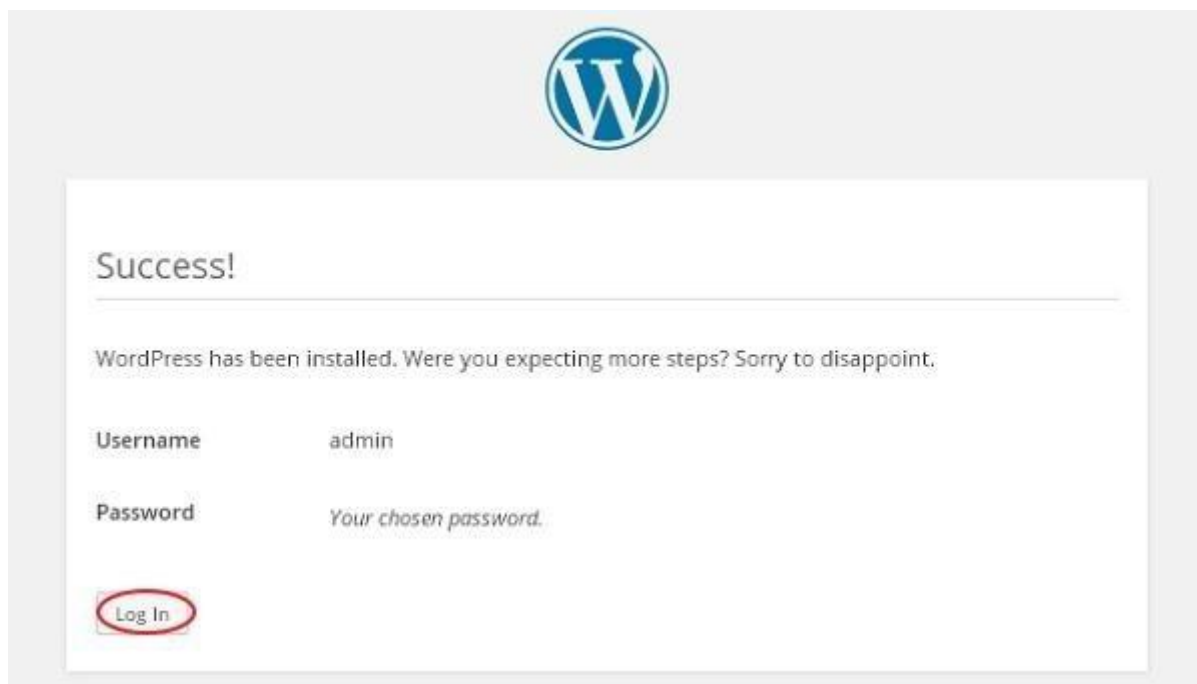 Success!
WordPress has been installed. Were you expecting more steps? Sorry to disappoint.
Username admin
Password Your chosen password.
Log In